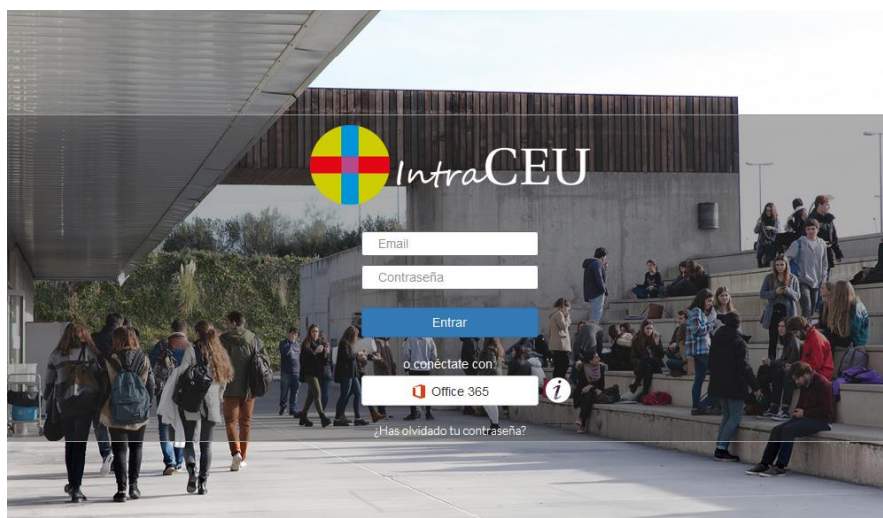 IntraCEU
Email
Contraseña
Entrar
o conéctate con:
Office 365
i
¿Has olvidado tu contraseña?